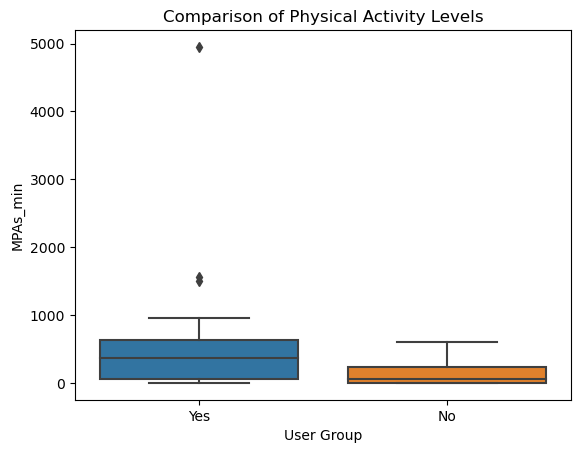 Comparison of Physical Activity Levels
5000
4000
3000
2000
1000
0
MPAs_min
Yes
No
User Group